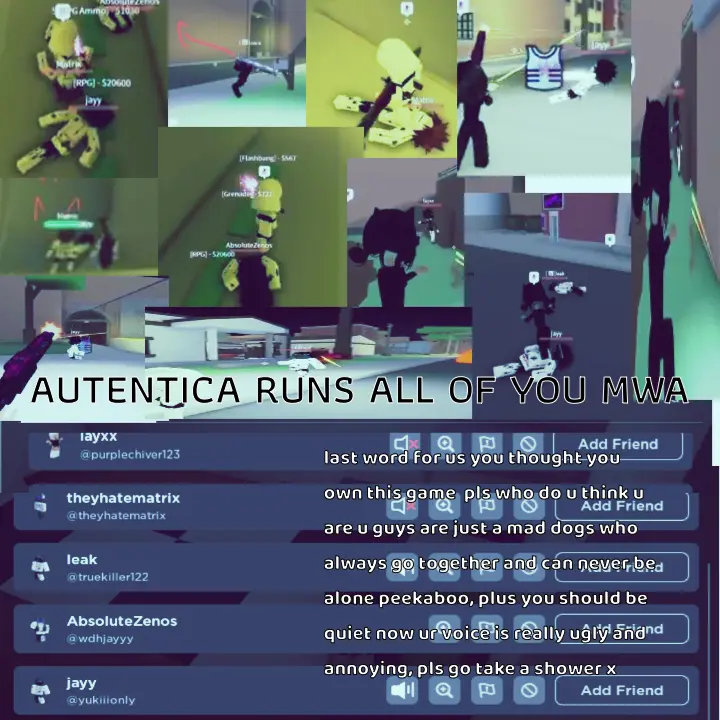 AbsoluteZenos
Ammo] - $1030
Matrix
[RPG] - $20600
jayy
jayy
[Flashbang] -
[Grenade] -
AbsoluteZenos
[RPG] - $20600
leak
jayy
AUTENTICA RUNS ALL OF YOU MWA
layxx
@purplechiver123
Add Friend
last word for us you thought you
theyhatematrix
@theyhatematrix
Add Friend
own this game pls who do u think u
are u guys are just a mad dogs who
leak
@truekiller122
Add Friend
always go together and can never be
alone peekaboo, plus you should be
AbsoluteZenos
@wdhjayyy
Add Friend
quiet now ur voice is really ugly and
annoying, pls go take a shower x
jayy
@yukiiionly
Add Friend